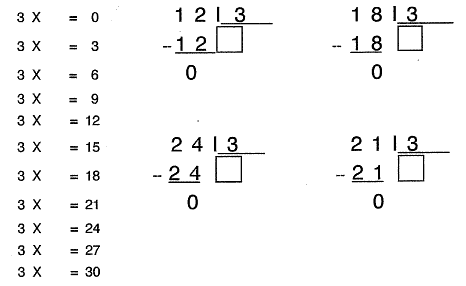 3 X = 0
3 X = 3
3 X = 6
3 X = 9
3 X = 12
3 X = 15
3 X = 18
3 X = 21
3 X = 24
3 X = 27
3 X = 30
1 2 | 3
- 1 2
0
1 8 | 3
- 1 8
0
2 4 | 3
- 2 4
0
2 1 | 3
- 2 1
0